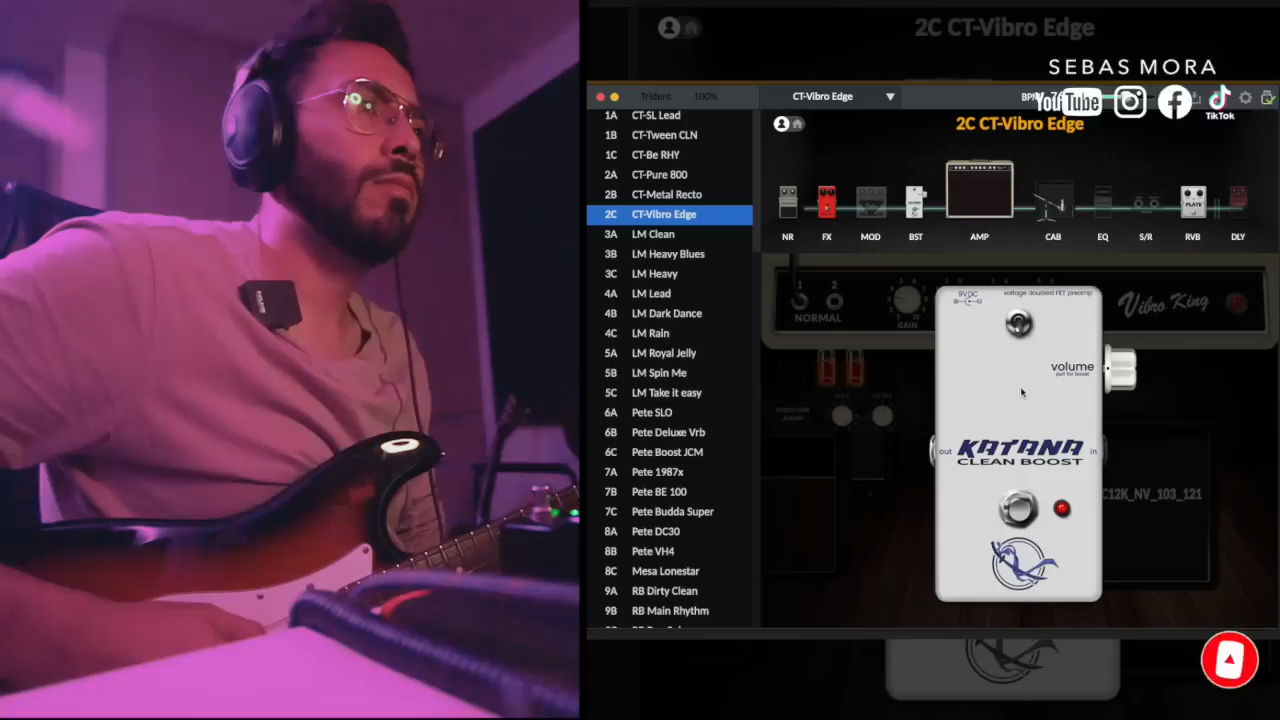 2C CT-Vibro Edge
SEBAS MORA
YouTube
TikTok
Trident
100%
CT-Vibro Edge
BPM
2C CT-Vibro Edge
1A CT-SL Lead
1B CT-Tween CLN
1C CT-Be RHY
2A CT-Pure 800
2B CT-Metal Recto
2C CT-Vibro Edge
3A LM Clean
3B LM Heavy Blues
3C LM Heavy
4A LM Lead
4B LM Dark Dance
4C LM Rain
5A LM Royal Jelly
5B LM Spin Me
5C LM Take it easy
6A Pete SLO
6B Pete Deluxe Vrb
6C Pete Boost JCM
7A Pete 1987x
7B Pete BE 100
7C Pete Budda Super
8A Pete DC30
8B Pete VH4
8C Mesa Lonestar
9A RB Dirty Clean
9B RB Main Rhythm
PLATE
NR FX MOD BST AMP CAB EQ S/R RVB DLY
1 2
NORMAL
GAIN
Vibro King
9V.DC
voltage doubled FET preamp
volume
pull for boost
out
KATANA
in
CLEAN BOOST
C12K_NV_103_121